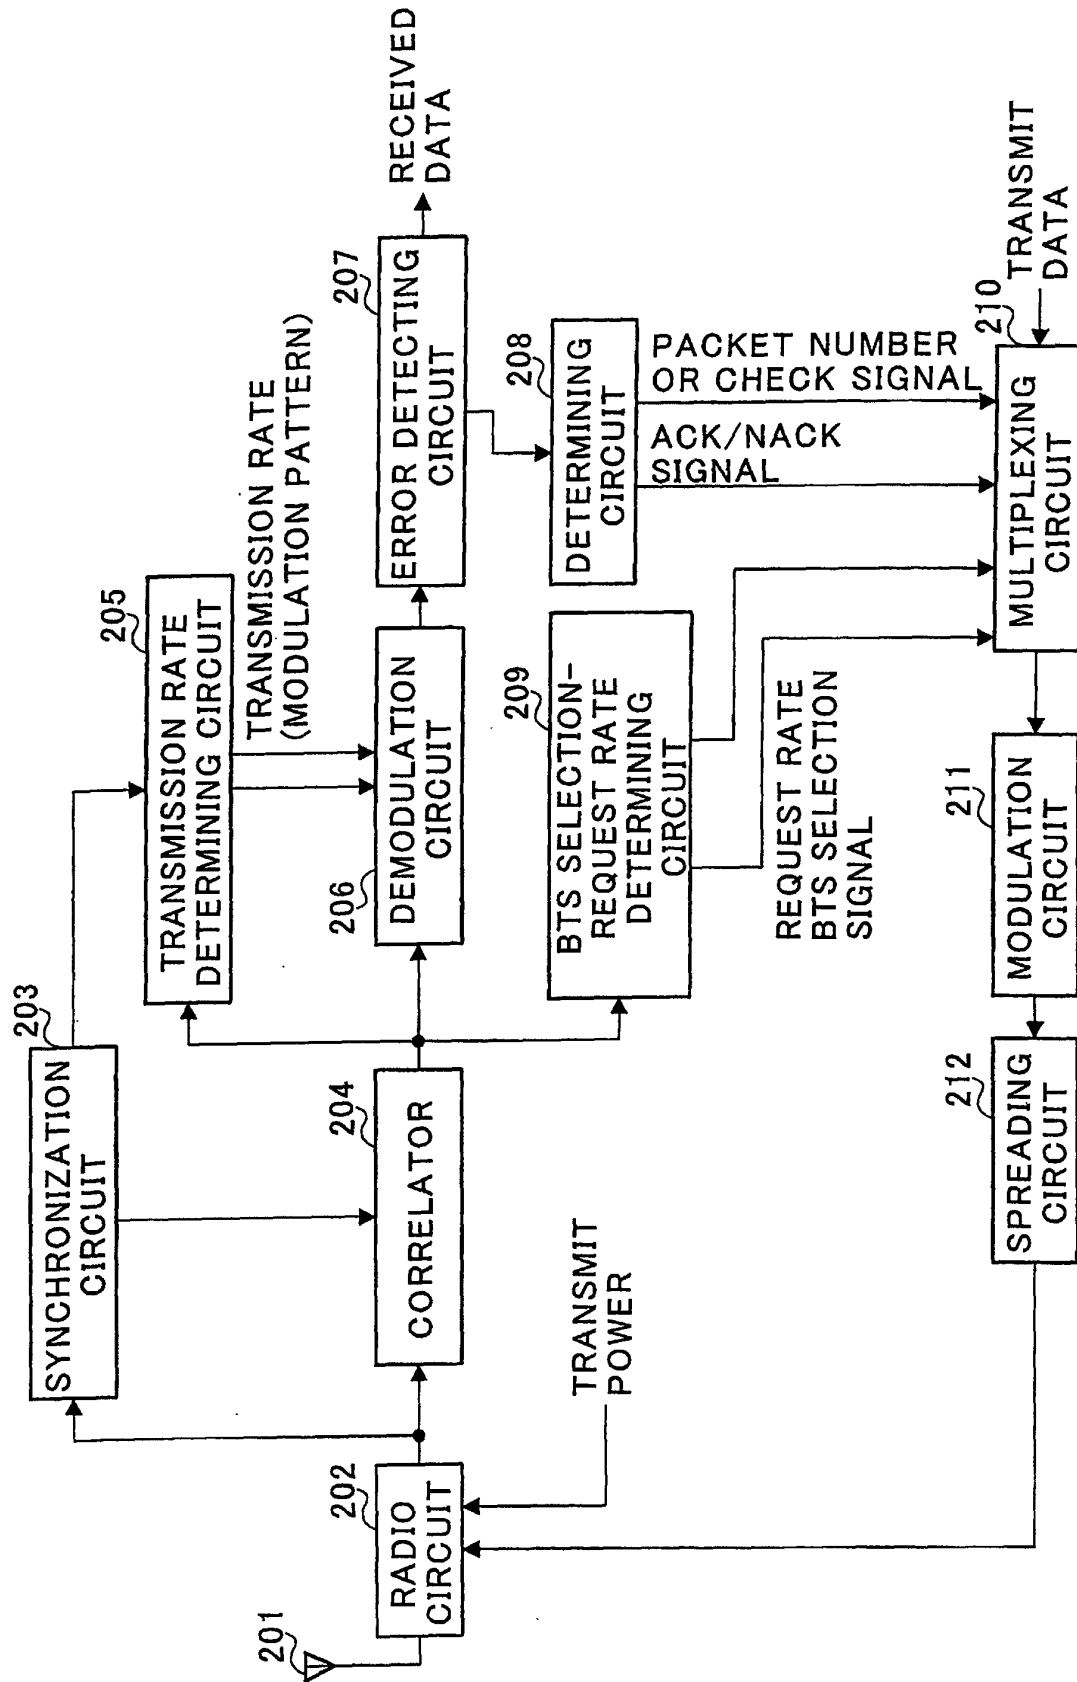 201
202
RADIO
CIRCUIT
203
SYNCHRONIZATION
CIRCUIT
204
CORRELATOR
TRANSMIT
POWER
205
TRANSMISSION RATE
DETERMINING CIRCUIT
TRANSMISSION RATE
(MODULATION PATTERN)
206
DEMODULATION
CIRCUIT
207
ERROR DETECTING
CIRCUIT
RECEIVED
DATA
208
DETERMINING
CIRCUIT
PACKET NUMBER
OR CHECK SIGNAL
ACK/NACK
SIGNAL
209
BTS SELECTION-
REQUEST RATE
DETERMINING
CIRCUIT
REQUEST RATE
BTS SELECTION
SIGNAL
210
MULTIPLEXING
CIRCUIT
TRANSMIT
DATA
211
MODULATION
CIRCUIT
212
SPREADING
CIRCUIT